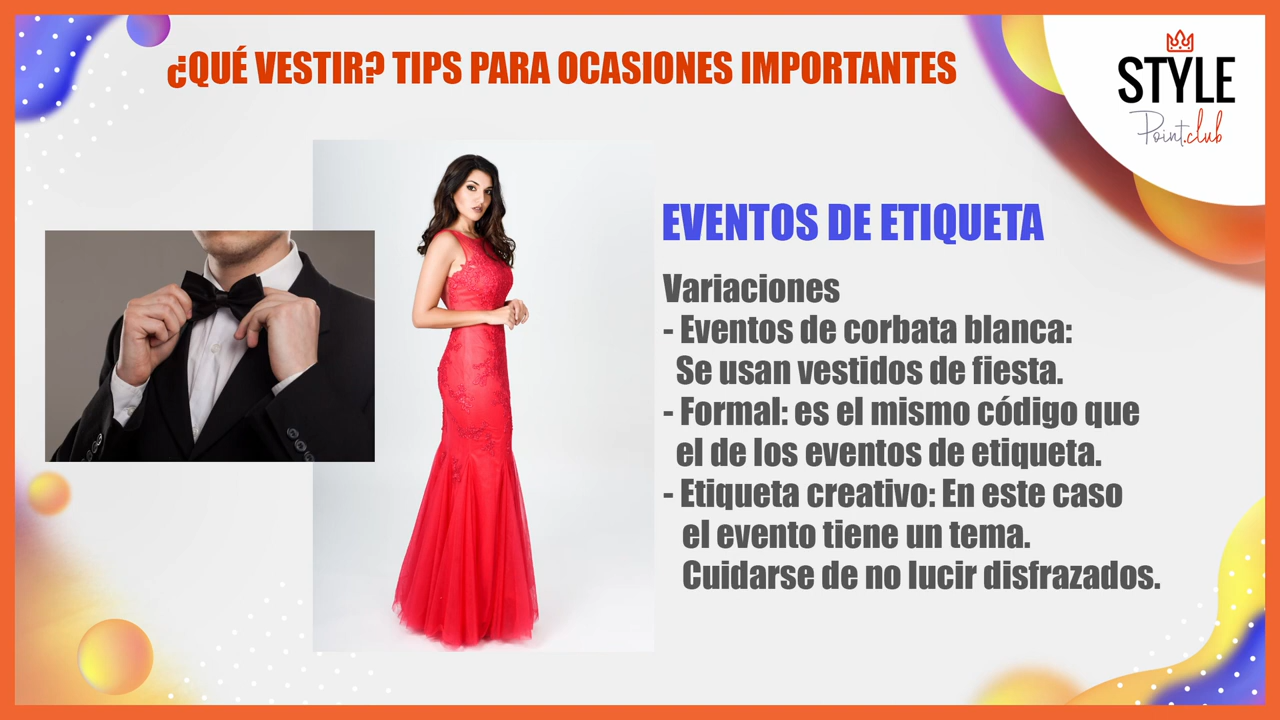 ¿QUÉ VESTIR? TIPS PARA OCASIONES IMPORTANTES
STYLE
Point.club
EVENTOS DE ETIQUETA
Variaciones
- Eventos de corbata blanca:
Se usan vestidos de fiesta.
- Formal: es el mismo código que
el de los eventos de etiqueta.
- Etiqueta creativo: En este caso
el evento tiene un tema.
Cuidarse de no lucir disfrazados.